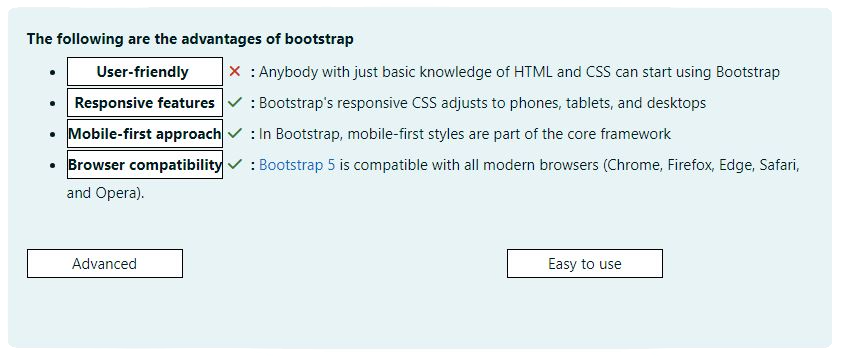 The following are the advantages of bootstrap
• User-friendly ✗ : Anybody with just basic knowledge of HTML and CSS can start using Bootstrap
• Responsive features ✓ : Bootstrap's responsive CSS adjusts to phones, tablets, and desktops
• Mobile-first approach ✓ : In Bootstrap, mobile-first styles are part of the core framework
• Browser compatibility ✓ : Bootstrap 5 is compatible with all modern browsers (Chrome, Firefox, Edge, Safari,
and Opera).
Advanced
Easy to use